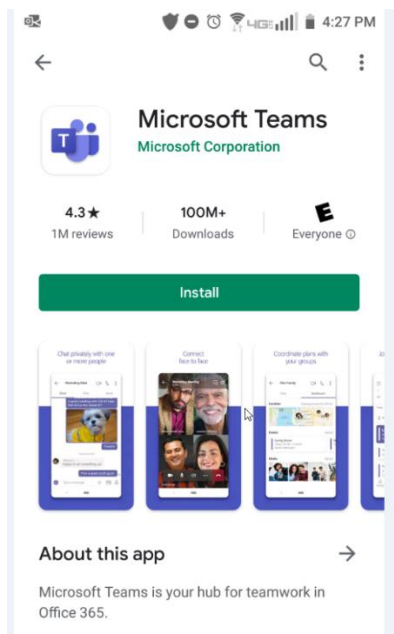 4G 4:27 PM
Microsoft Teams
Microsoft Corporation
T
4.3★ 100M+ E
1M reviews Downloads Everyone
Install
Chat privately with one
or more people
Connect
face to face
Coordinate plans with
your groups
About this app
Microsoft Teams is your hub for teamwork in
Office 365.